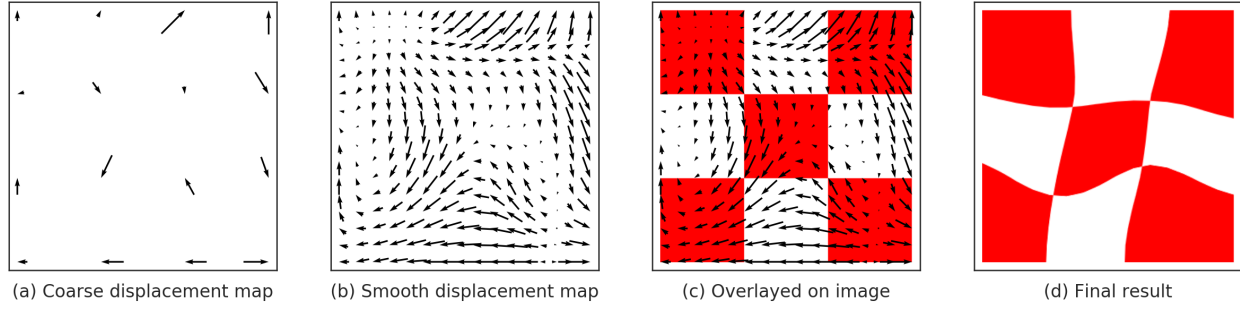 (a) Coarse displacement map
(b) Smooth displacement map
(c) Overlayed on image
(d) Final result